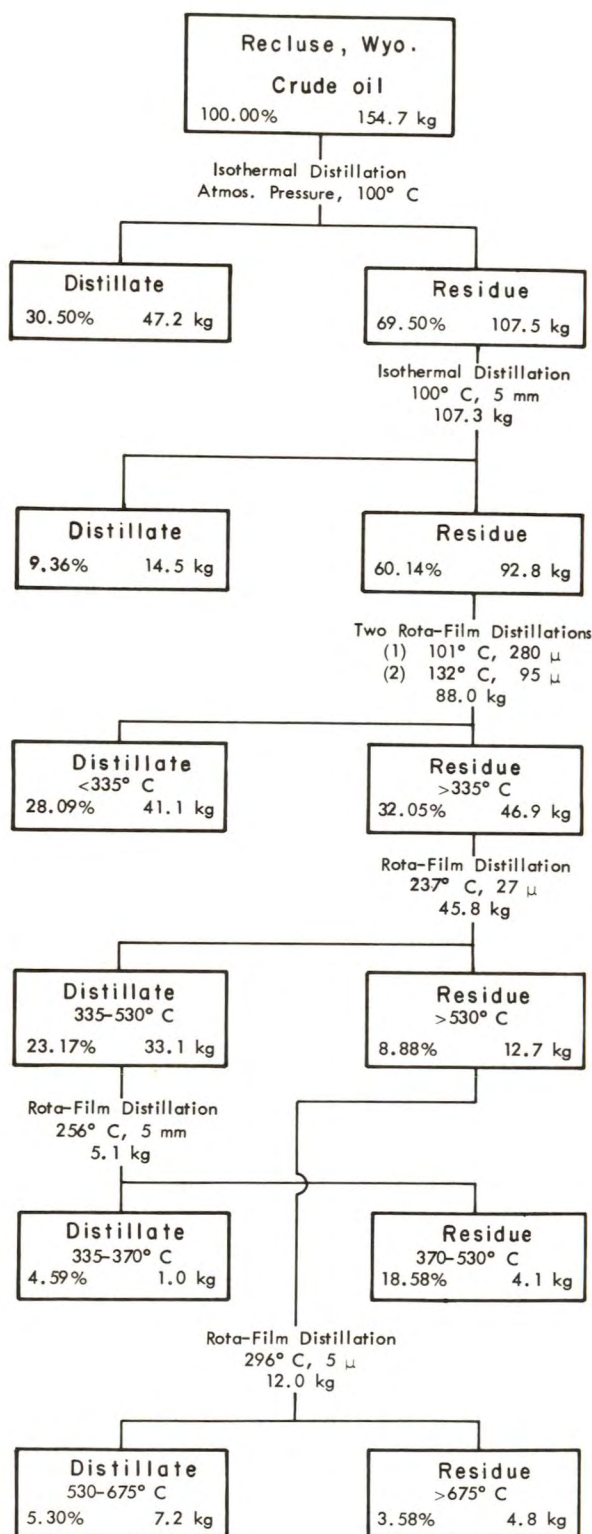 Recluse, Wyo.
Crude oil
100.00% 154.7 kg
Isothermal Distillation
Atmos. Pressure, 100° C
Distillate
30.50% 47.2 kg
Residue
69.50% 107.5 kg
Isothermal Distillation
100° C, 5 mm
107.3 kg
Distillate
9.36% 14.5 kg
Residue
60.14% 92.8 kg
Two Rota-Film Distillations
(1) 101° C, 280 μ
(2) 132° C, 95 μ
88.0 kg
Distillate
<335° C
28.09% 41.1 kg
Residue
>335° C
32.05% 46.9 kg
Rota-Film Distillation
237° C, 27 μ
45.8 kg
Distillate
335-530° C
23.17% 33.1 kg
Residue
>530° C
8.88% 12.7 kg
Rota-Film Distillation
256° C, 5 mm
5.1 kg
Distillate
335-370° C
4.59% 1.0 kg
Residue
370-530° C
18.58% 4.1 kg
Rota-Film Distillation
296° C, 5 μ
12.0 kg
Distillate
530-675° C
5.30% 7.2 kg
Residue
>675° C
3.58% 4.8 kg